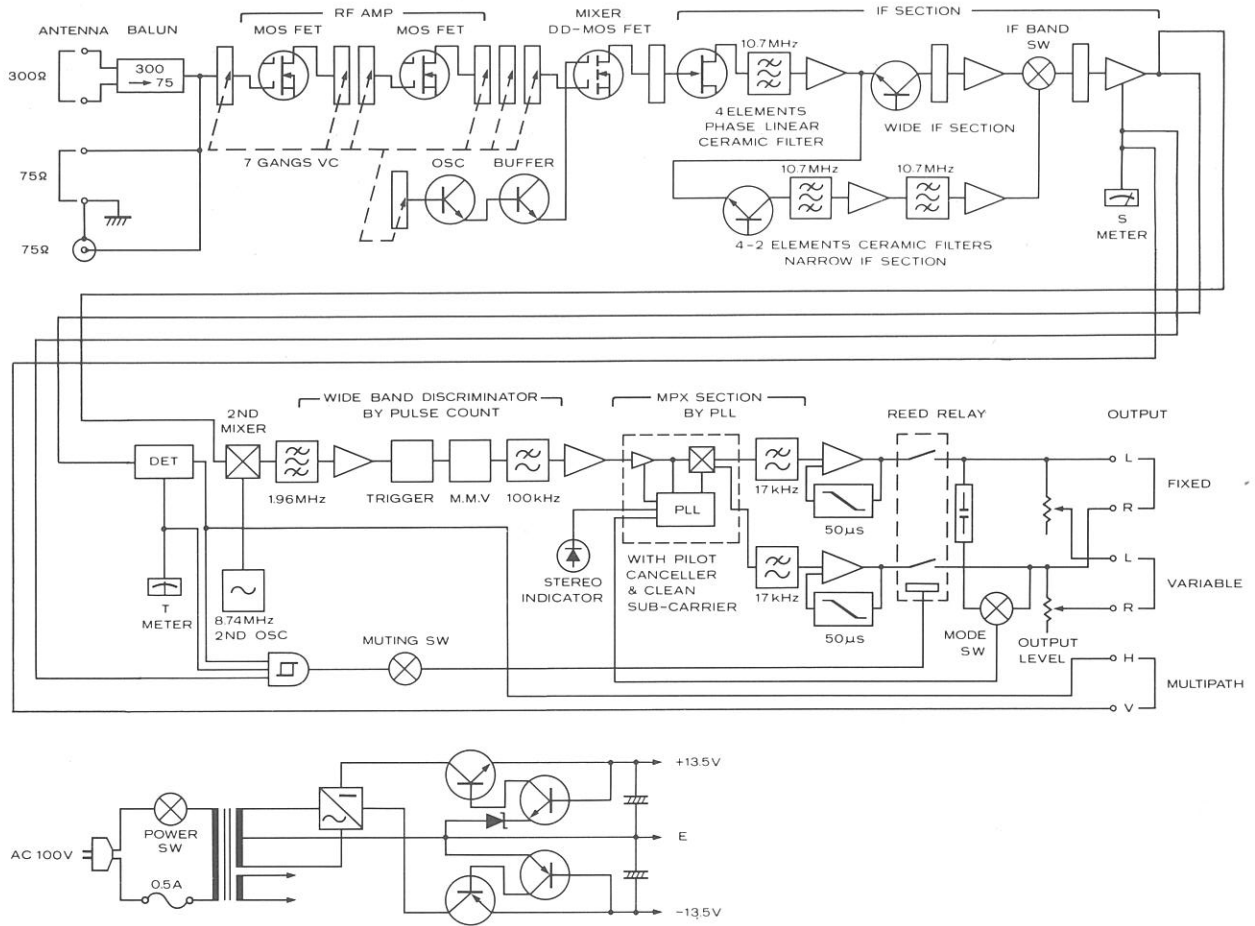 RF AMP
MIXER
IF SECTION
ANTENNA
BALUN
MOS FET
MOS FET
DD-MOS FET
IF BAND
SW
10.7MHz
300Ω
300
→ 75
4 ELEMENTS
PHASE LINEAR
CERAMIC FILTER
WIDE IF SECTION
7 GANGS VC
OSC
BUFFER
75Ω
10.7MHz
10.7MHz
S
METER
75Ω
4-2 ELEMENTS CERAMIC FILTERS
NARROW IF SECTION
WIDE BAND DISCRIMINATOR
BY PULSE COUNT
MPX SECTION
BY PLL
2ND
MIXER
REED RELAY
OUTPUT
DET
L
FIXED
R
1.96MHz
TRIGGER
M.M.V
100kHz
17kHz
PLL
50µs
L
VARIABLE
R
STEREO
INDICATOR
WITH PILOT
CANCELLER
& CLEAN
SUB-CARRIER
17kHz
50µs
T
METER
8.74MHz
2ND OSC
MUTING SW
MODE
SW
OUTPUT
LEVEL
H
MULTIPATH
V
+13.5V
POWER
SW
E
AC 100V
0.5A
-13.5V